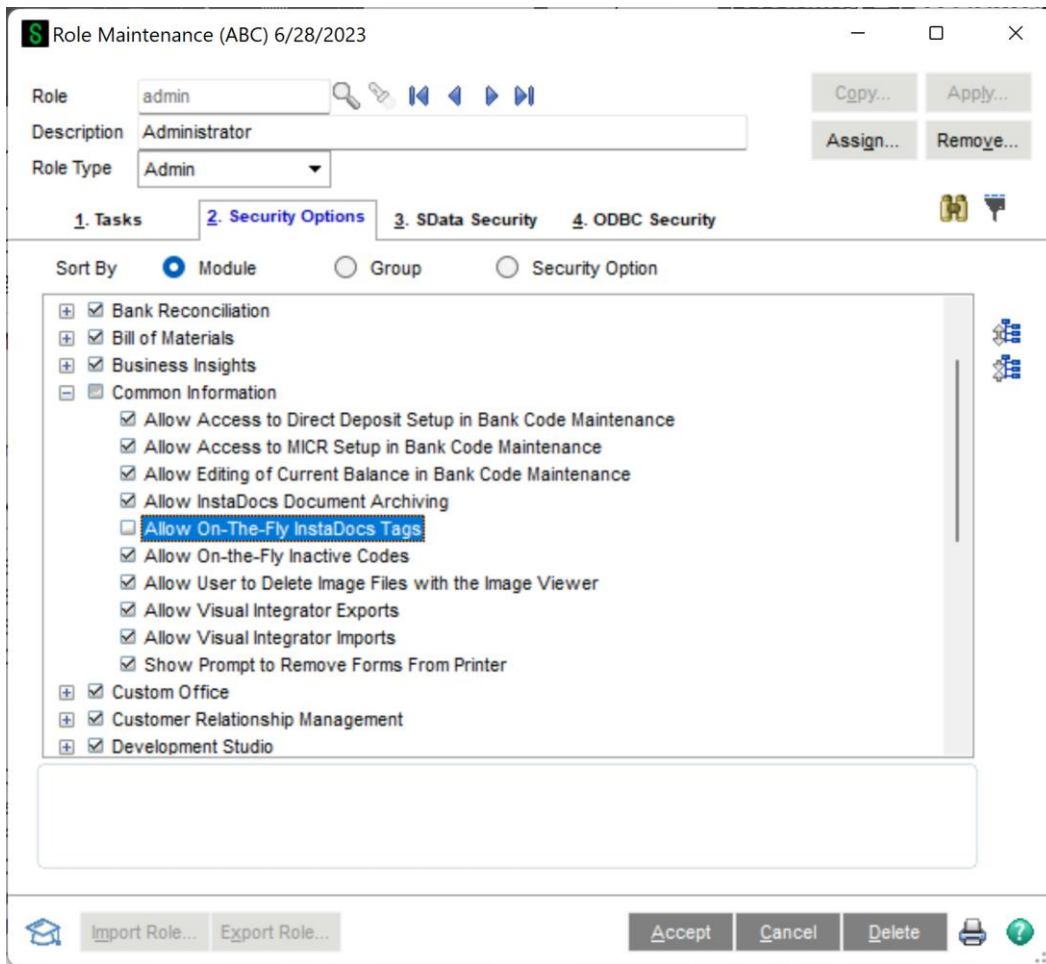 S Role Maintenance (ABC) 6/28/2023
Role admin Copy... Apply...
Description Administrator Assign... Remove...
Role Type Admin
1. Tasks 2. Security Options 3. SData Security 4. ODBC Security
Sort By Module Group Security Option
Bank Reconciliation
Bill of Materials
Business Insights
Common Information
Allow Access to Direct Deposit Setup in Bank Code Maintenance
Allow Access to MICR Setup in Bank Code Maintenance
Allow Editing of Current Balance in Bank Code Maintenance
Allow InstaDocs Document Archiving
Allow On-The-Fly InstaDocs Tags
Allow On-the-Fly Inactive Codes
Allow User to Delete Image Files with the Image Viewer
Allow Visual Integrator Exports
Allow Visual Integrator Imports
Show Prompt to Remove Forms From Printer
Custom Office
Customer Relationship Management
Development Studio
Import Role... Export Role... Accept Cancel Delete ?